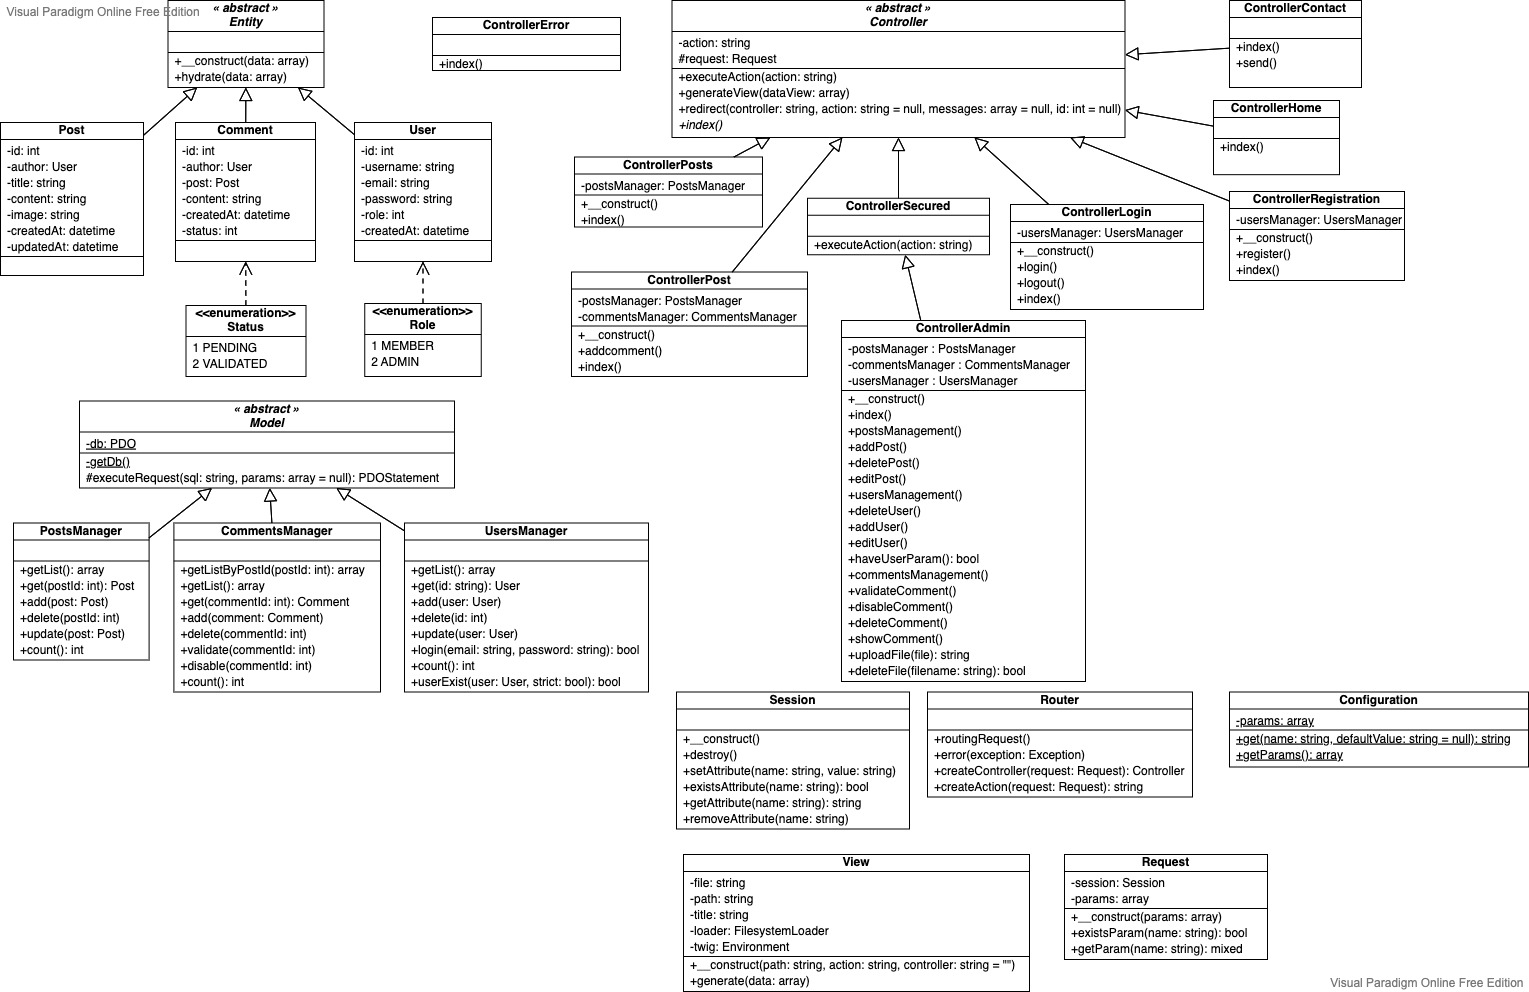 Visual Paradigm Online Free Edition
« abstract »
Entity
+__construct(data: array)
+hydrate(data: array)
ControllerError
+index()
« abstract »
Controller
-action: string
#request: Request
+executeAction(action: string)
+generateView(dataView: array)
+redirect(controller: string, action: string = null, messages: array = null, id: int = null)
+index()
ControllerContact
+index()
+send()
ControllerHome
+index()
Post
-id: int
-author: User
-title: string
-content: string
-image: string
-createdAt: datetime
-updatedAt: datetime
Comment
-id: int
-author: User
-post: Post
-content: string
-createdAt: datetime
-status: int
User
-id: int
-username: string
-email: string
-password: string
-role: int
-createdAt: datetime
ControllerPosts
-postsManager: PostsManager
+__construct()
+index()
ControllerSecured
+executeAction(action: string)
ControllerLogin
-usersManager: UsersManager
+__construct()
+login()
+logout()
+index()
ControllerRegistration
-usersManager: UsersManager
+__construct()
+register()
+index()
<<enumeration>>
Status
1 PENDING
2 VALIDATED
<<enumeration>>
Role
1 MEMBER
2 ADMIN
ControllerPost
-postsManager: PostsManager
-commentsManager: CommentsManager
+__construct()
+addcomment()
+index()
ControllerAdmin
-postsManager : PostsManager
-commentsManager : CommentsManager
-usersManager : UsersManager
+__construct()
+index()
+postsManagement()
+addPost()
+deletePost()
+editPost()
+usersManagement()
+deleteUser()
+addUser()
+editUser()
+haveUserParam(): bool
+commentsManagement()
+validateComment()
+disableComment()
+deleteComment()
+showComment()
+uploadFile(file): string
+deleteFile(filename: string): bool
« abstract »
Model
-db: PDO
-getDb()
#executeRequest(sql: string, params: array = null): PDOStatement
PostsManager
+getList(): array
+get(postId: int): Post
+add(post: Post)
+delete(postId: int)
+update(post: Post)
+count(): int
CommentsManager
+getListByPostId(postId: int): array
+getList(): array
+get(commentId: int): Comment
+add(comment: Comment)
+delete(commentId: int)
+validate(commentId: int)
+disable(commentId: int)
+count(): int
UsersManager
+getList(): array
+get(id: string): User
+add(user: User)
+delete(id: int)
+update(user: User)
+login(email: string, password: string): bool
+count(): int
+userExist(user: User, strict: bool): bool
Session
+__construct()
+destroy()
+setAttribute(name: string, value: string)
+existsAttribute(name: string): bool
+getAttribute(name: string): string
+removeAttribute(name: string)
Router
+routingRequest()
+error(exception: Exception)
+createController(request: Request): Controller
+createAction(request: Request): string
Configuration
-params: array
+get(name: string, defaultValue: string = null): string
+getParams(): array
View
-file: string
-path: string
-title: string
-loader: FilesystemLoader
-twig: Environment
+__construct(path: string, action: string, controller: string = "")
+generate(data: array)
Request
-session: Session
-params: array
+__construct(params: array)
+existsParam(name: string): bool
+getParam(name: string): mixed
Visual Paradigm Online Free Edition